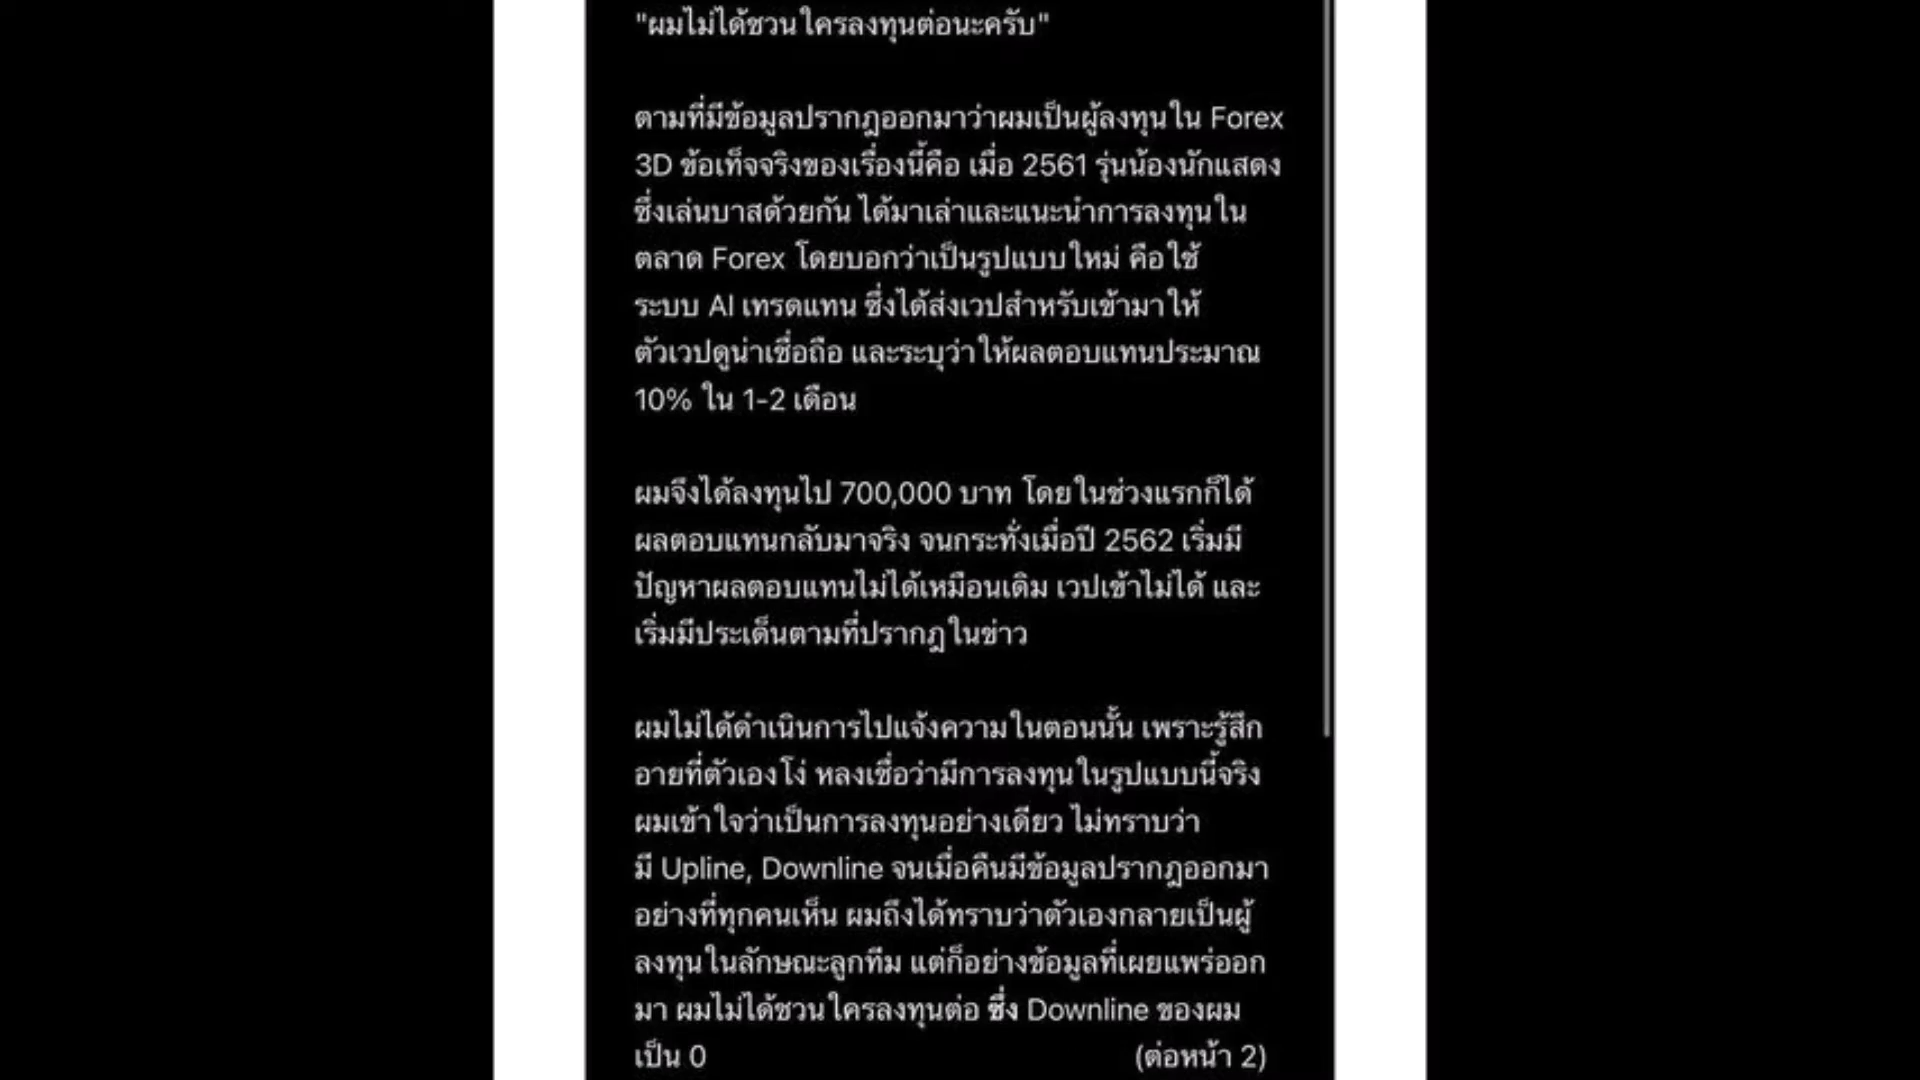 "ผมไม่ได้ชวนใครลงทุนต่อนะครับ"
ตามที่มีข้อมูลปรากฏออกมาว่าผมเป็นผู้ลงทุนใน Forex
3D ข้อเท็จจริงของเรื่องนี้คือ เมื่อ 2561 รุ่นน้องนักแสดง
ซึ่งเล่นบาสด้วยกัน ได้มาเล่าและแนะนำการลงทุนใน
ตลาด Forex โดยบอกว่าเป็นรูปแบบใหม่ คือใช้
ระบบ AI เทรดแทน ซึ่งได้ส่งเวปสำหรับเข้ามาให้
ตัวเวปดูน่าเชื่อถือ และระบุว่าให้ผลตอบแทนประมาณ
10% ใน 1-2 เดือน
ผมจึงได้ลงทุนไป 700,000 บาท โดยในช่วงแรกก็ได้
ผลตอบแทนกลับมาจริง จนกระทั่งเมื่อปี 2562 เริ่มมี
ปัญหาผลตอบแทนไม่ได้เหมือนเดิม เวปเข้าไม่ได้ และ
เริ่มมีประเด็นตามที่ปรากฏในข่าว
ผมไม่ได้ดำเนินการไปแจ้งความในตอนนั้น เพราะรู้สึก
อายที่ตัวเองโง่ หลงเชื่อว่ามีการลงทุนในรูปแบบนี้จริง
ผมเข้าใจว่าเป็นการลงทุนอย่างเดียว ไม่ทราบว่า
มี Upline, Downline จนเมื่อคืนมีข้อมูลปรากฏออกมา
อย่างที่ทุกคนเห็น ผมถึงได้ทราบว่าตัวเองกลายเป็นผู้
ลงทุนในลักษณะลูกทีม แต่ก็อย่างข้อมูลที่เผยแพร่ออก
มา ผมไม่ได้ชวนใครลงทุนต่อ ซึ่ง Downline ของผม
เป็น 0 (ต่อหน้า 2)